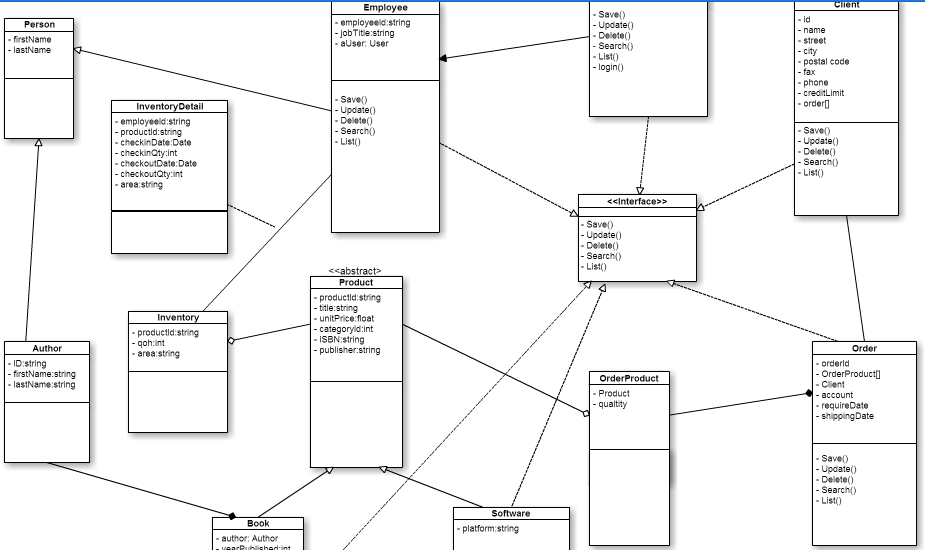 Person
- firstName
- lastName
Employee
- employeeId:string
- jobTitle:string
- aUser: User
- Save()
- Update()
- Delete()
- Search()
- List()
- Save()
- Update()
- Delete()
- Search()
- List()
- login()
Client
- id
- name
- street
- city
- postal code
- fax
- phone
- creditLimit
- order[]
- Save()
- Update()
- Delete()
- Search()
- List()
InventoryDetail
- employeeId:string
- productId:string
- checkinDate:Date
- checkinQty:int
- checkoutDate:Date
- checkoutQty:int
- area:string
<<Interface>>
- Save()
- Update()
- Delete()
- Search()
- List()
<<abstract>>
Product
- productId:string
- title:string
- unitPrice:float
- categoryId:int
- ISBN:string
- publisher:string
Inventory
- productId:string
- qoh:int
- area:string
Author
- ID:string
- firstName:string
- lastName:string
OrderProduct
- Product
- qualtity
Order
- orderId
- OrderProduct[]
- Client
- account
- requireDate
- shippingDate
- Save()
- Update()
- Delete()
- Search()
- List()
Book
- author: Author
- yearPublished:int
Software
- platform:string